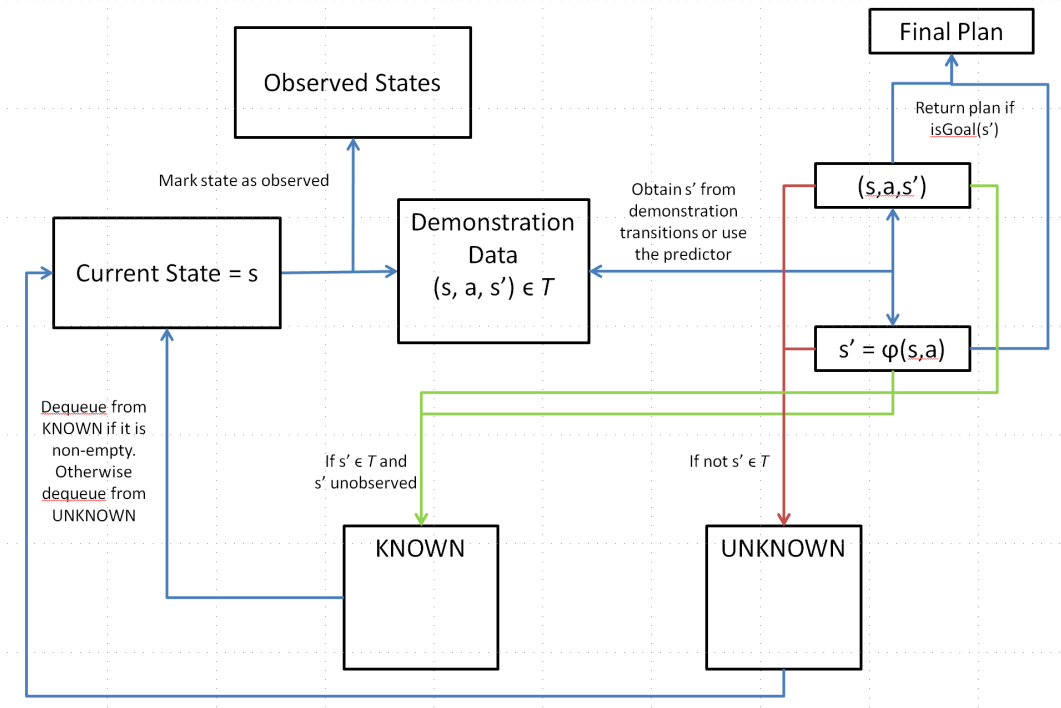 Final Plan
Observed States
Return plan if
isGoal(s’)
Mark state as observed
(s,a,s’)
Obtain s’ from
demonstration
transitions or use
the predictor
Demonstration
Data
(s, a, s’) ϵ T
Current State = s
s’ = φ(s,a)
Dequeue from
KNOWN if it is
non-empty.
Otherwise
dequeue from
UNKNOWN
If s’ ϵ T and
s’ unobserved
If not s’ ϵ T
KNOWN
UNKNOWN